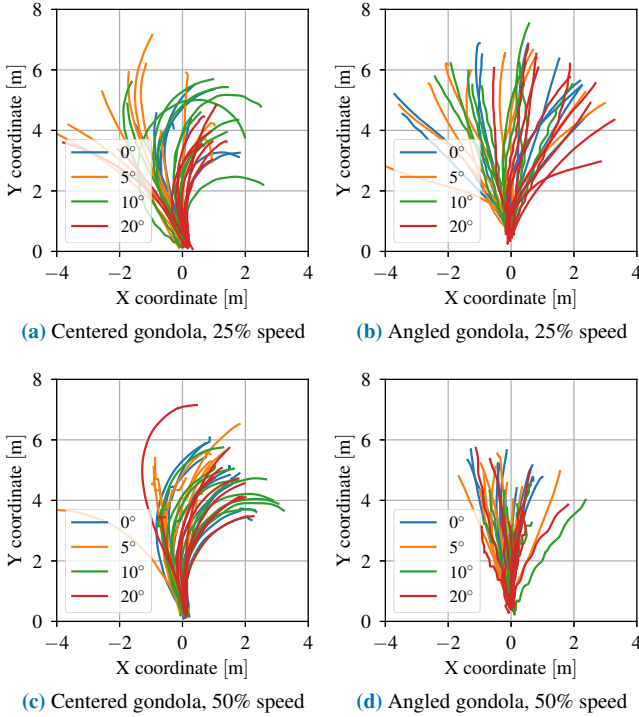 8
6
4
2
0
Y coordinate [m]
0°
5°
10°
20°
−4 −2 0 2 4
X coordinate [m]
(a) Centered gondola, 25% speed
8
6
4
2
0
Y coordinate [m]
0°
5°
10°
20°
−4 −2 0 2 4
X coordinate [m]
(b) Angled gondola, 25% speed
8
6
4
2
0
Y coordinate [m]
0°
5°
10°
20°
−4 −2 0 2 4
X coordinate [m]
(c) Centered gondola, 50% speed
8
6
4
2
0
Y coordinate [m]
0°
5°
10°
20°
−4 −2 0 2 4
X coordinate [m]
(d) Angled gondola, 50% speed